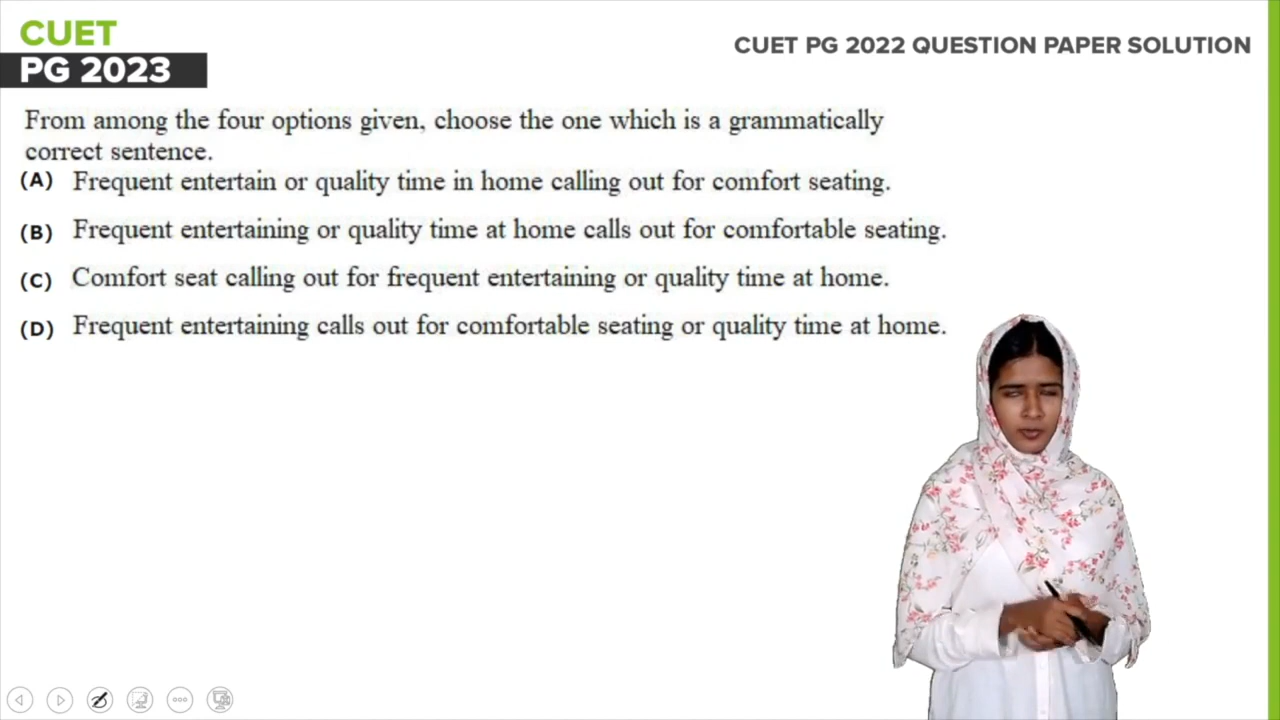 CUET
PG 2023
CUET PG 2022 QUESTION PAPER SOLUTION
From among the four options given, choose the one which is a grammatically
correct sentence.
(A) Frequent entertain or quality time in home calling out for comfort seating.
(B) Frequent entertaining or quality time at home calls out for comfortable seating.
(C) Comfort seat calling out for frequent entertaining or quality time at home.
(D) Frequent entertaining calls out for comfortable seating or quality time at home.